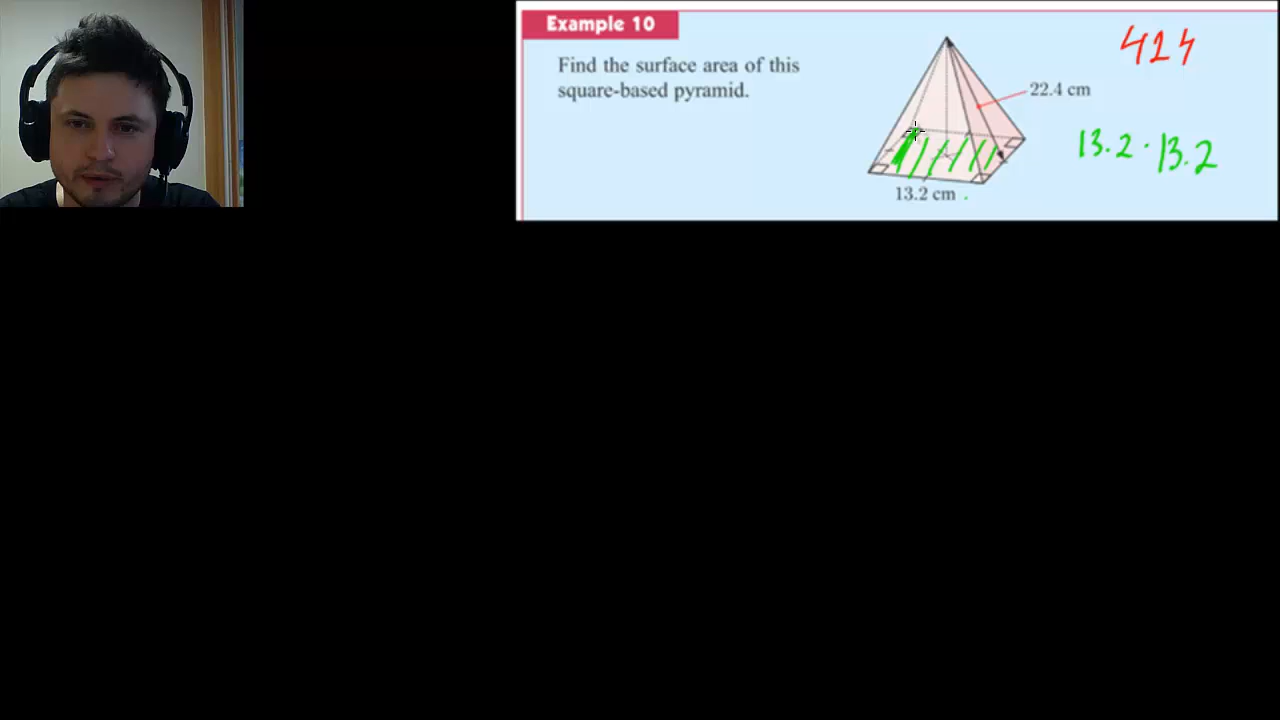 Example 10
Find the surface area of this
square-based pyramid.
22.4 cm
13.2 cm
424
13.2 · 13.2